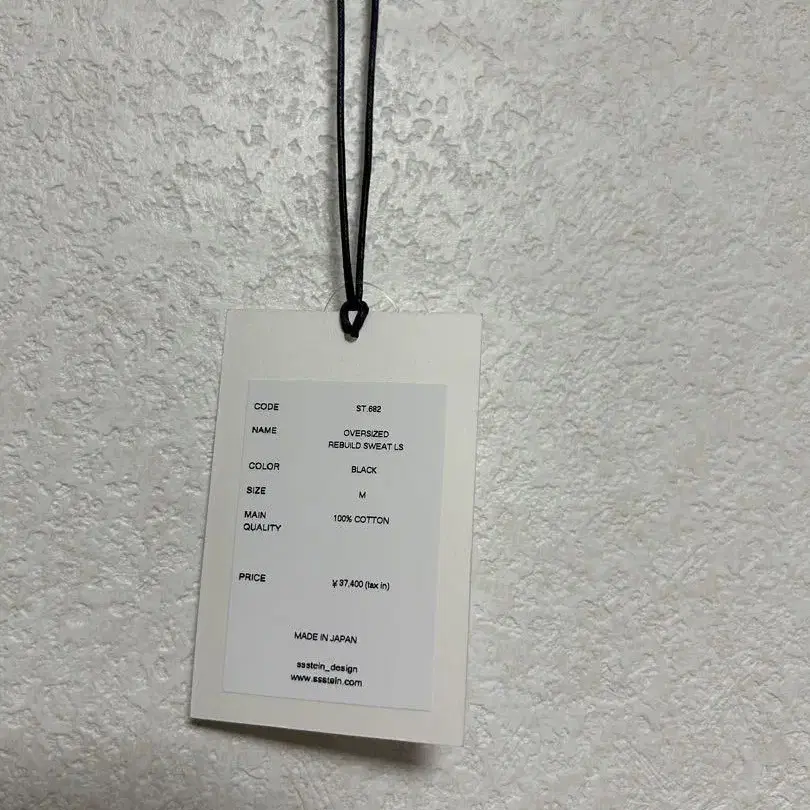 CODE ST.682
NAME OVERSIZED
REBUILD SWEAT LS
COLOR BLACK
SIZE M
MAIN 100% COTTON
QUALITY
PRICE ¥ 37,400 (tax in)
MADE IN JAPAN
ssstein_design
www.ssstein.com